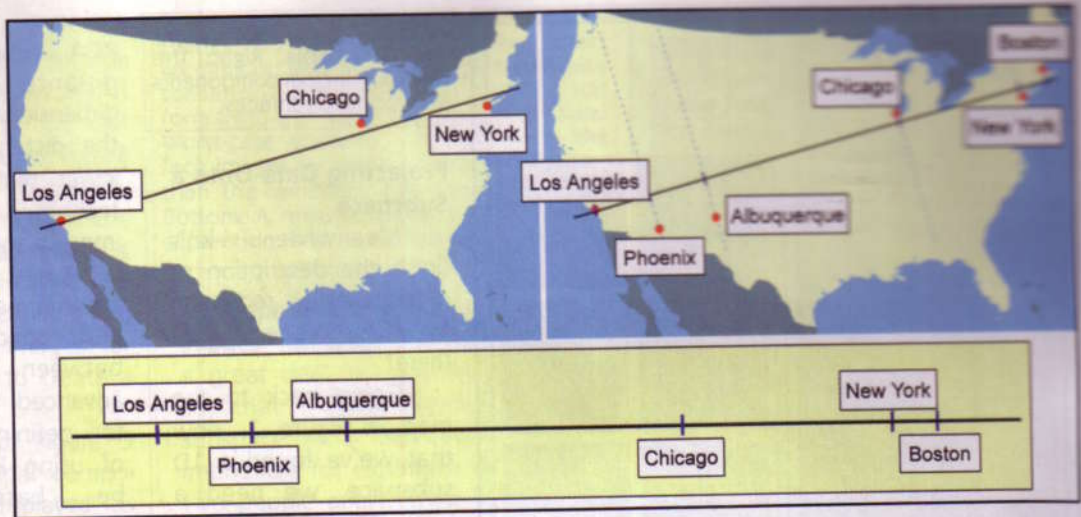 Chicago
New York
Los Angeles
Boston
Chicago
New York
Los Angeles
Albuquerque
Phoenix
Los Angeles
Albuquerque
New York
Phoenix
Chicago
Boston